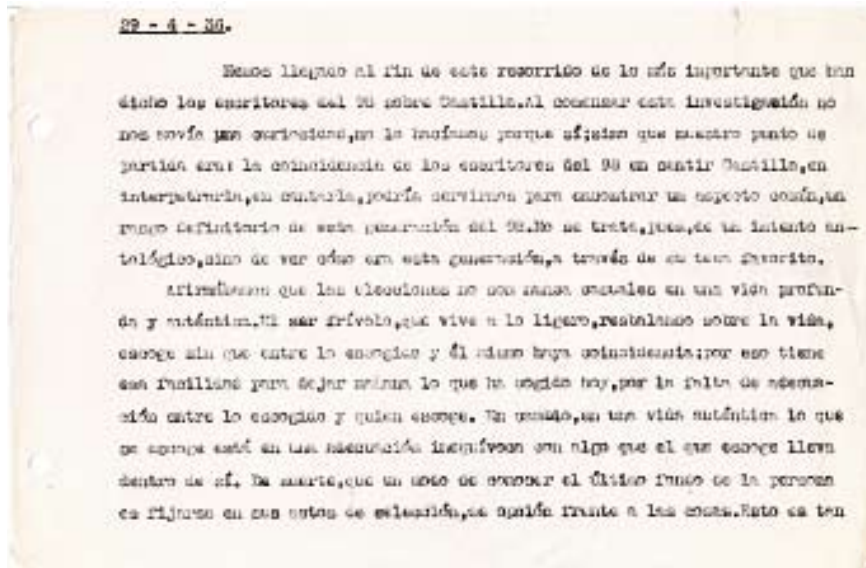 29 - 4 - 36.
Hemos llegado al fin de este recorrido de lo más importante que han
dicho los escritores del 98 sobre Castilla.Al comenzar esta investigación no
nos movía una curiosidad,no lo hacíamos porque sí;sino que nuestro punto de
partida era: la coincidencia de los escritores del 98 en sentir Castilla,en
interpetrarla,en cantarla,podría servirnos para encontrar un aspecto común,un
rasgo definitorio de esta generación del 98.No se trata,pues,de un intento an-
tológico,sino de ver cómo era esta generación,a través de su tema favorito.
Afirmábamos que las elecciones no son nunca casuales en una vida profun-
da y auténtica.El ser frívolo,que vive a lo ligero,resbalando sobre la vida,
escoge sin que entre lo escogido y él mismo haya coincidencia;por eso tiene
esa facilidad para dejar mañana lo que ha cogido hoy,por la falta de adecua-
ción entre lo escogido y quien escoge. En cambio,en una vida auténtica lo que
se escoge está en una adecuación inequívoca con algo que el que escoge lleva
dentro de sí. De suerte,que un modo de conocer el último fondo de la persona
es fijarse en sus actos de selección,de opción frente a las cosas.Esto es tan